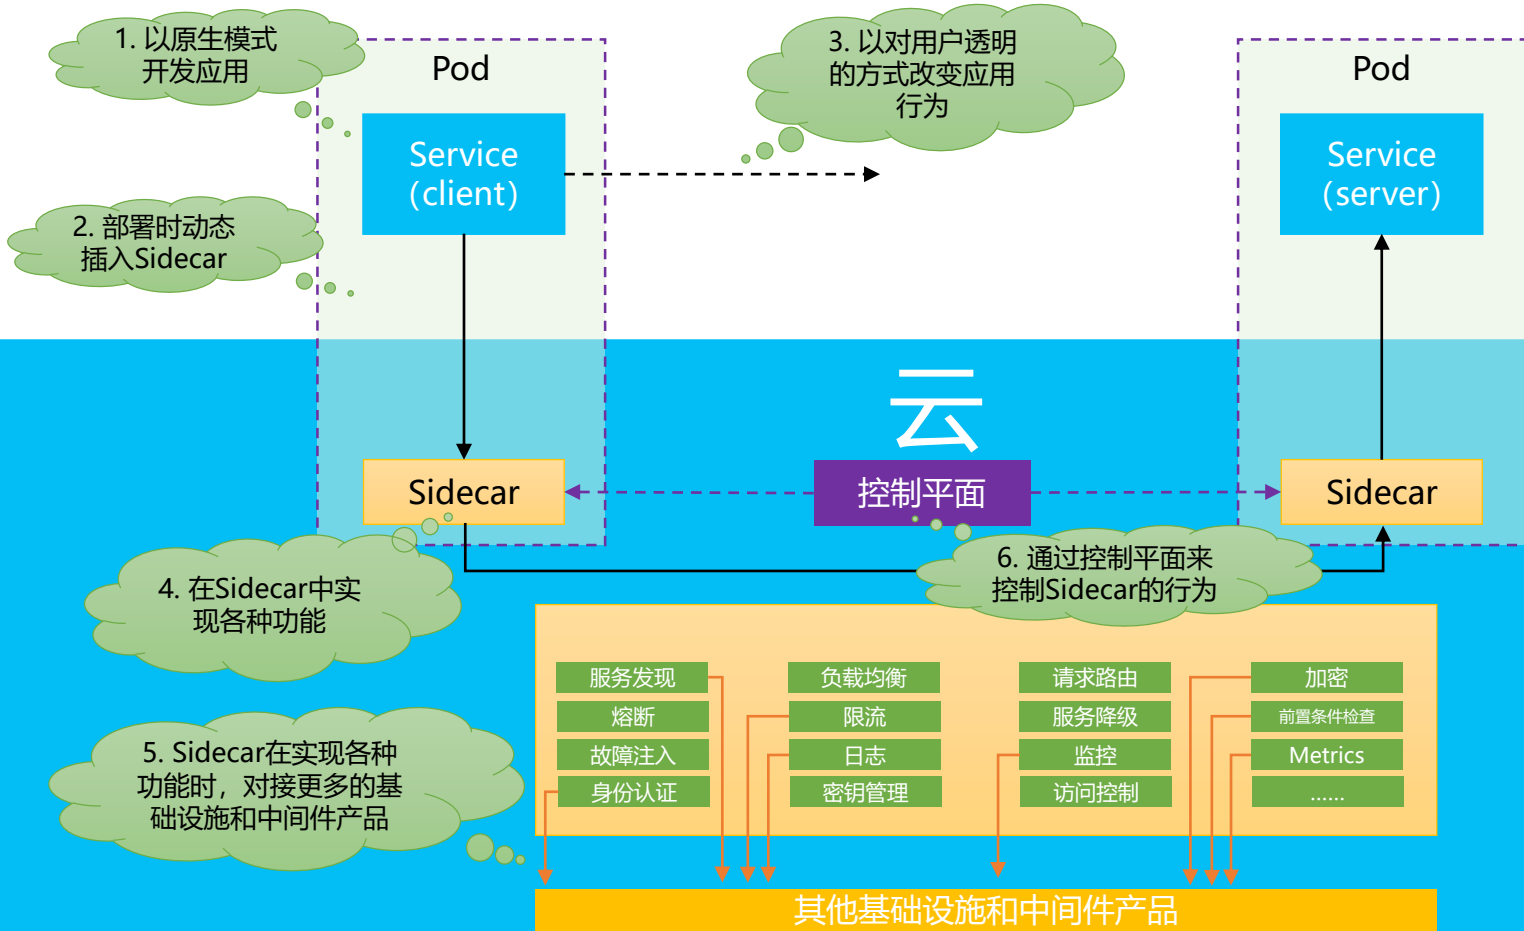 1. 以原生模式
开发应用
Pod
3. 以对用户透明
的方式改变应用
行为
Pod
Service
(client)
Service
(server)
2. 部署时动态
插入Sidecar
云
Sidecar
控制平面
Sidecar
4. 在Sidecar中实
现各种功能
6. 通过控制平面来
控制Sidecar的行为
服务发现
负载均衡
请求路由
加密
熔断
限流
服务降级
前置条件检查
故障注入
日志
监控
Metrics
身份认证
密钥管理
访问控制
......
5. Sidecar在实现各种
功能时，对接更多的基
础设施和中间件产品
其他基础设施和中间件产品